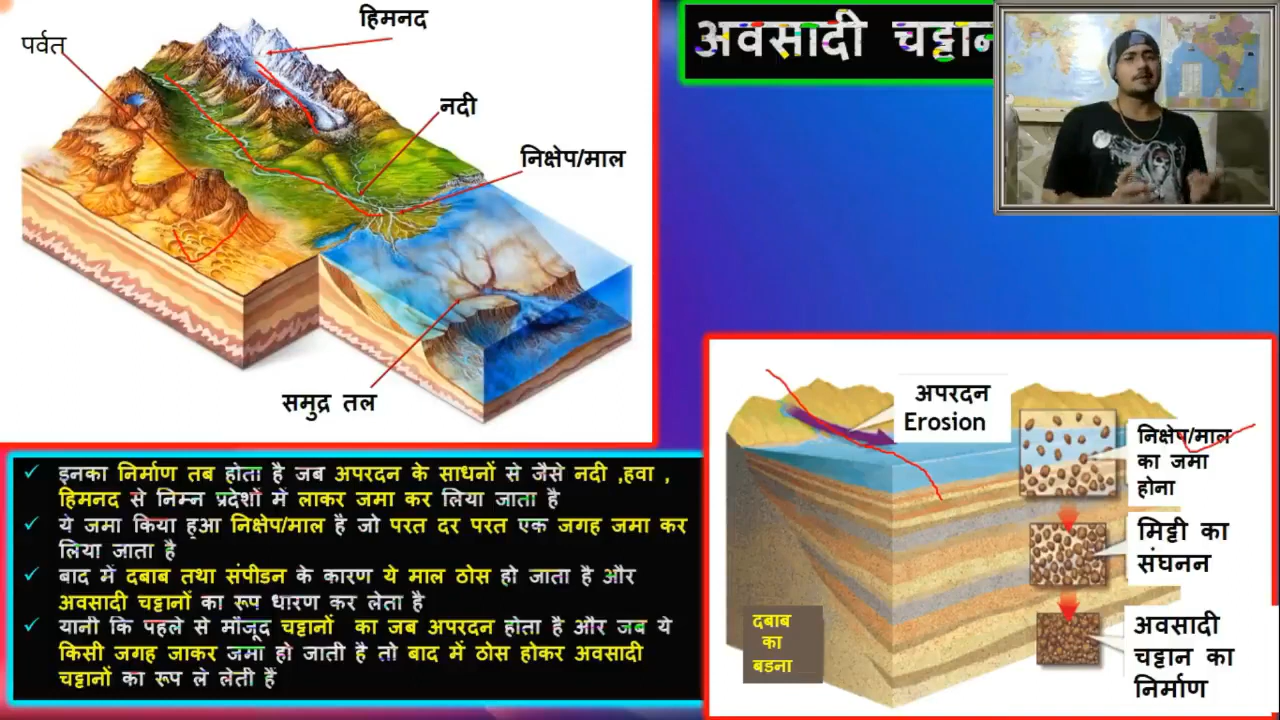 हिमनद
पर्वत
नदी
निक्षेप/माल
समुद्र तल
अवसादी चट्टान
इनका निर्माण तब होता है जब अपरदन के साधनों से जैसे नदी ,हवा ,
हिमनद से निम्न प्रदेशों में लाकर जमा कर लिया जाता है
ये जमा किया हुआ निक्षेप/माल है जो परत दर परत एक जगह जमा कर
लिया जाता है
बाद में दबाव तथा संपीडन के कारण ये माल ठोस हो जाता है और
अवसादी चट्टानों का रूप धारण कर लेता है
यानी कि पहले से मौजूद चट्टानों का जब अपरदन होता है और जब ये
किसी जगह जाकर जमा हो जाती है तो बाद में ठोस होकर अवसादी
चट्टानों का रूप ले लेती हैं
अपरदन
Erosion
निक्षेप/माल
का जमा
होना
मिट्टी का
संघनन
दबाब
का
बडना
अवसादी
चट्टान का
निर्माण